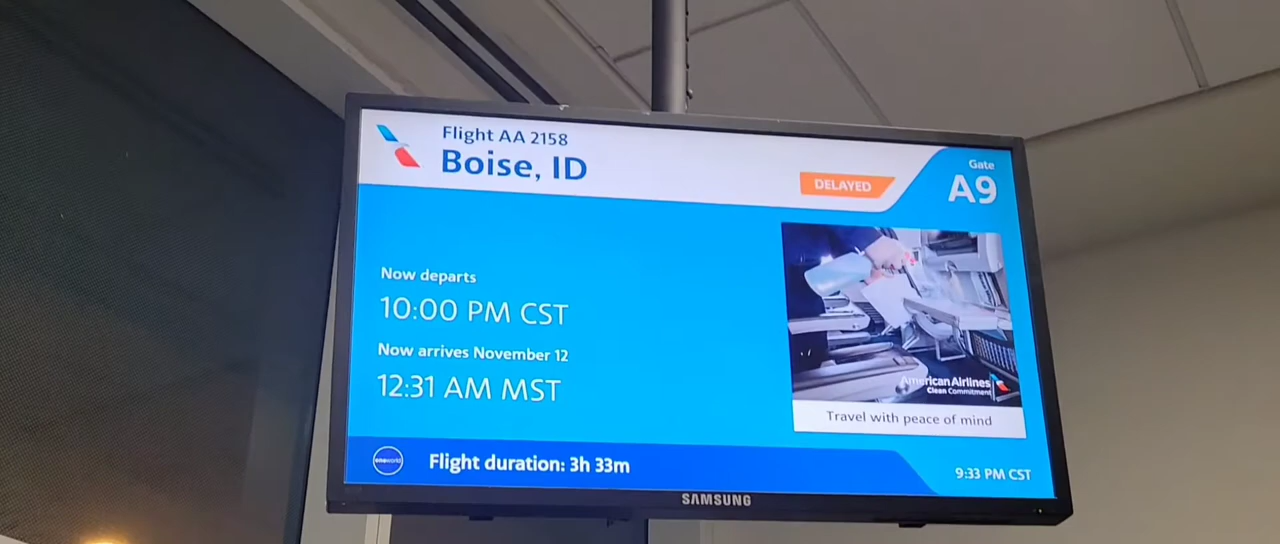 Flight AA 2158
Boise, ID
DELAYED
Gate
A9
Now departs
10:00 PM CST
Now arrives November 12
12:31 AM MST
American Airlines
Clean Commitment
Travel with peace of mind
oneworld
Flight duration: 3h 33m
9:33 PM CST
SAMSUNG